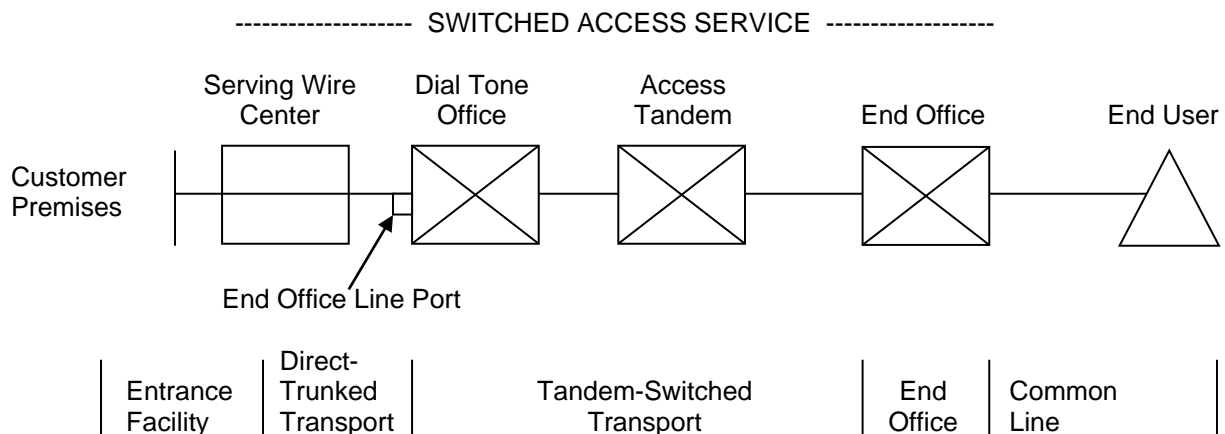 ------------------- SWITCHED ACCESS SERVICE ------------------
Serving Wire Center
Dial Tone Office
Access Tandem
End Office
End User
Customer Premises
End Office Line Port
Entrance Facility
Direct-Trunked Transport
Tandem-Switched Transport
End Office
Common Line